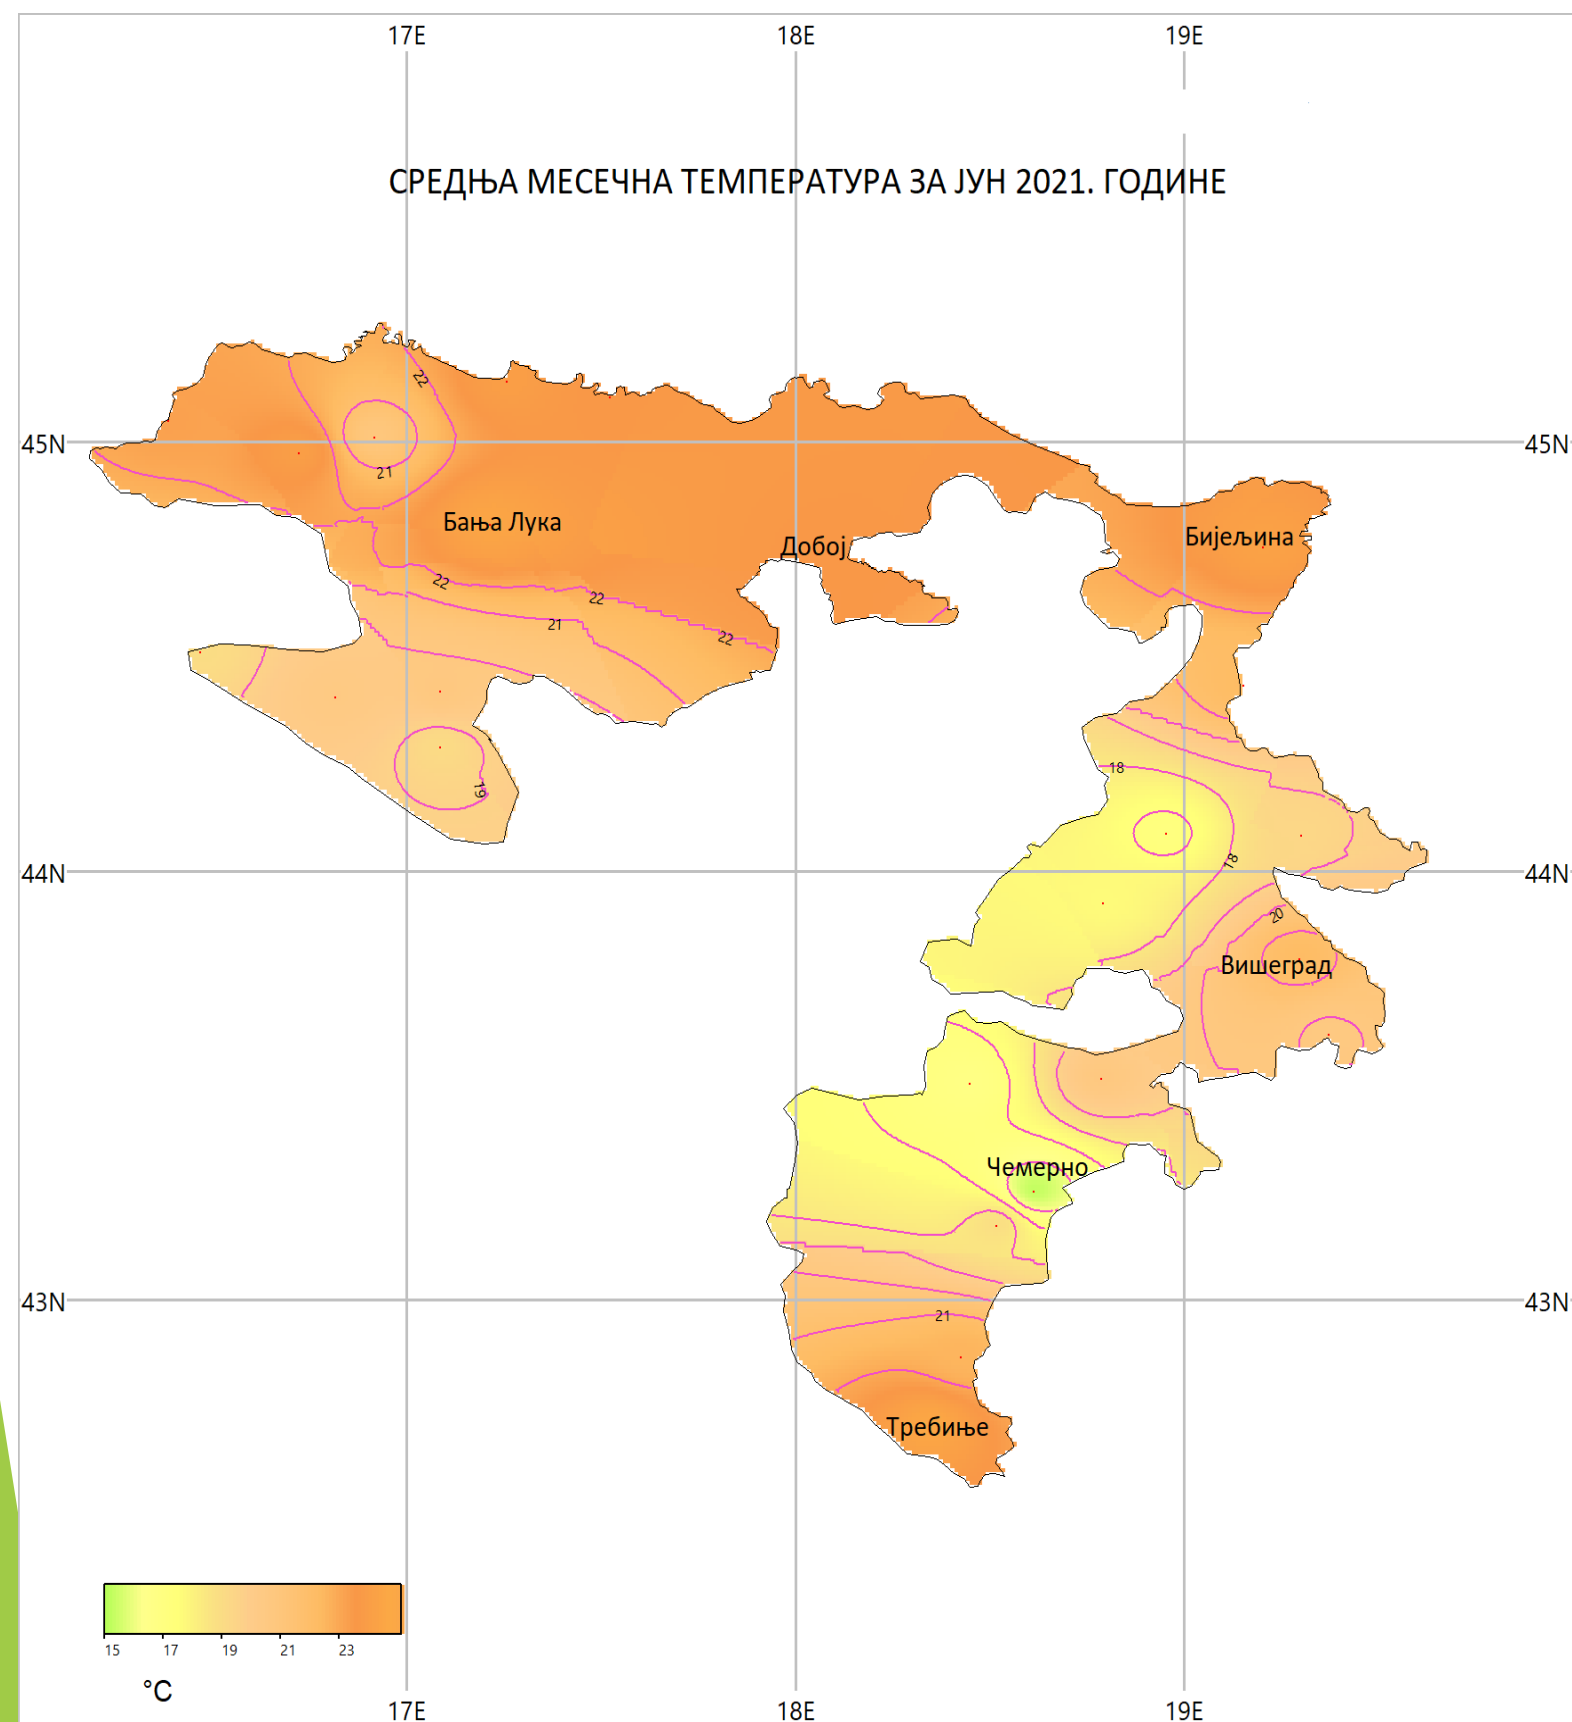 17E 18E 19E
СРЕДЊА МЕСЕЧНА ТЕМПЕРАТУРА ЗА ЈУН 2021. ГОДИНЕ
22
45N 45N
21
Бања Лука
Бијељина
Добој
22
22
21
22
18
19
18
44N 44N
20
Вишеград
Чемерно
43N 43N
21
Требиње
15 17 19 21 23
°C
17E 18E 19E